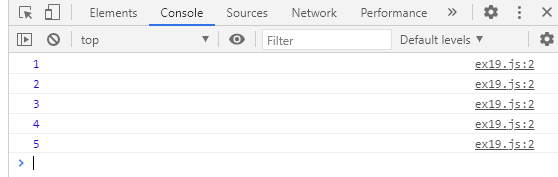 Elements Console Sources Network Performance »
top ▼ Filter Default levels ▼
1 ex19.js:2
2 ex19.js:2
3 ex19.js:2
4 ex19.js:2
5 ex19.js:2
>